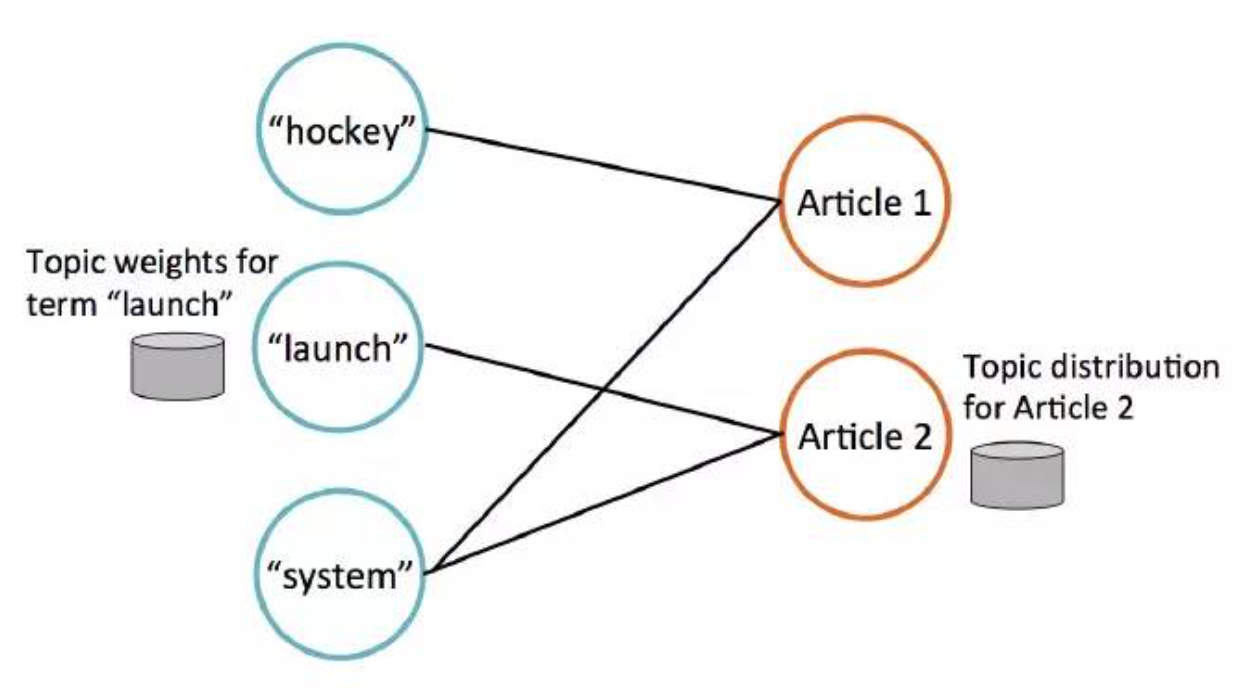 “hockey”
Article 1
Topic weights for
term “launch”
“launch”
Topic distribution
for Article 2
Article 2
“system”